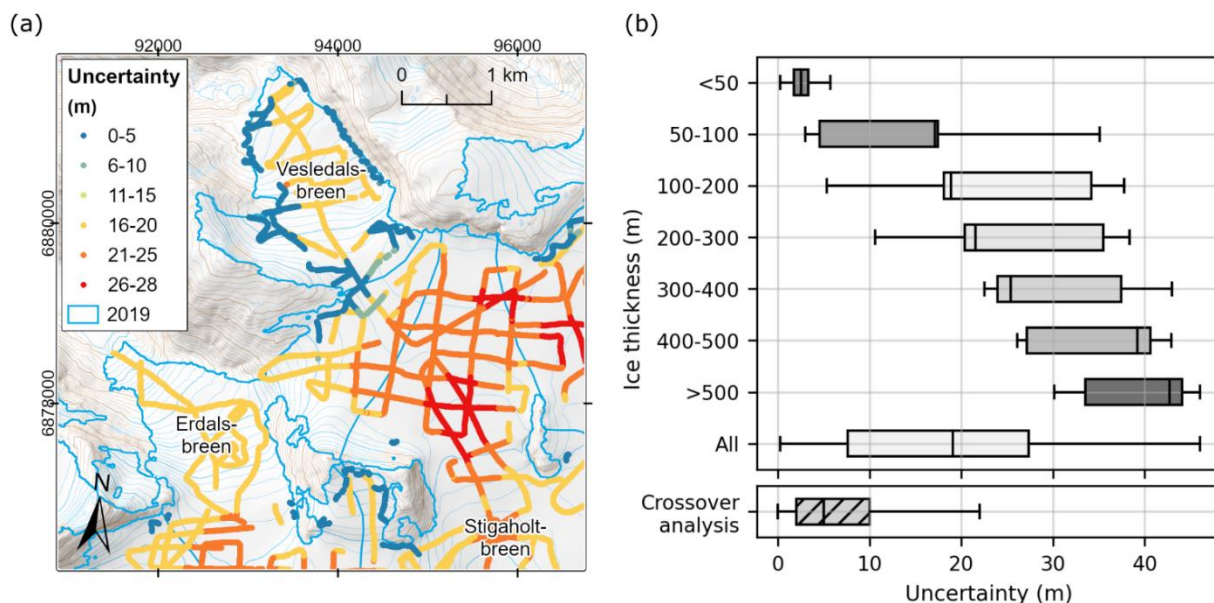 (a)
92000 94000 96000
Uncertainty
(m)
0-5
6-10
11-15
16-20
21-25
26-28
2019
0 1 km
Vesledals-
breen
6880000
6878000
Erdals-
breen
N
Stigaholt-
breen
(b)
Ice thickness (m)
<50
50-100
100-200
200-300
300-400
400-500
>500
All
Crossover
analysis
0 10 20 30 40
Uncertainty (m)